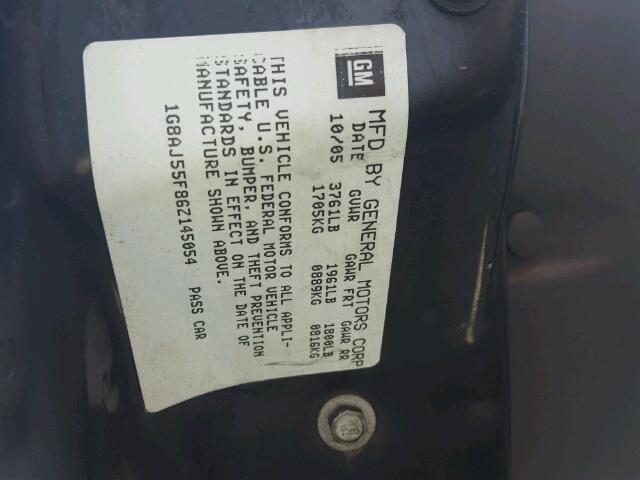 GM
MFD BY GENERAL MOTORS CORP
DATE GVWR GAWR FRT GAWR RR
10/05 3761LB 1961LB 1800LB
1705KG 0889KG 0816KG
THIS VEHICLE CONFORMS TO ALL APPLI-
CABLE U.S. FEDERAL MOTOR VEHICLE
SAFETY, BUMPER, AND THEFT PREVENTION
STANDARDS IN EFFECT ON THE DATE OF
MANUFACTURE SHOWN ABOVE.
1G8AJ55F86Z145054 PASS CAR